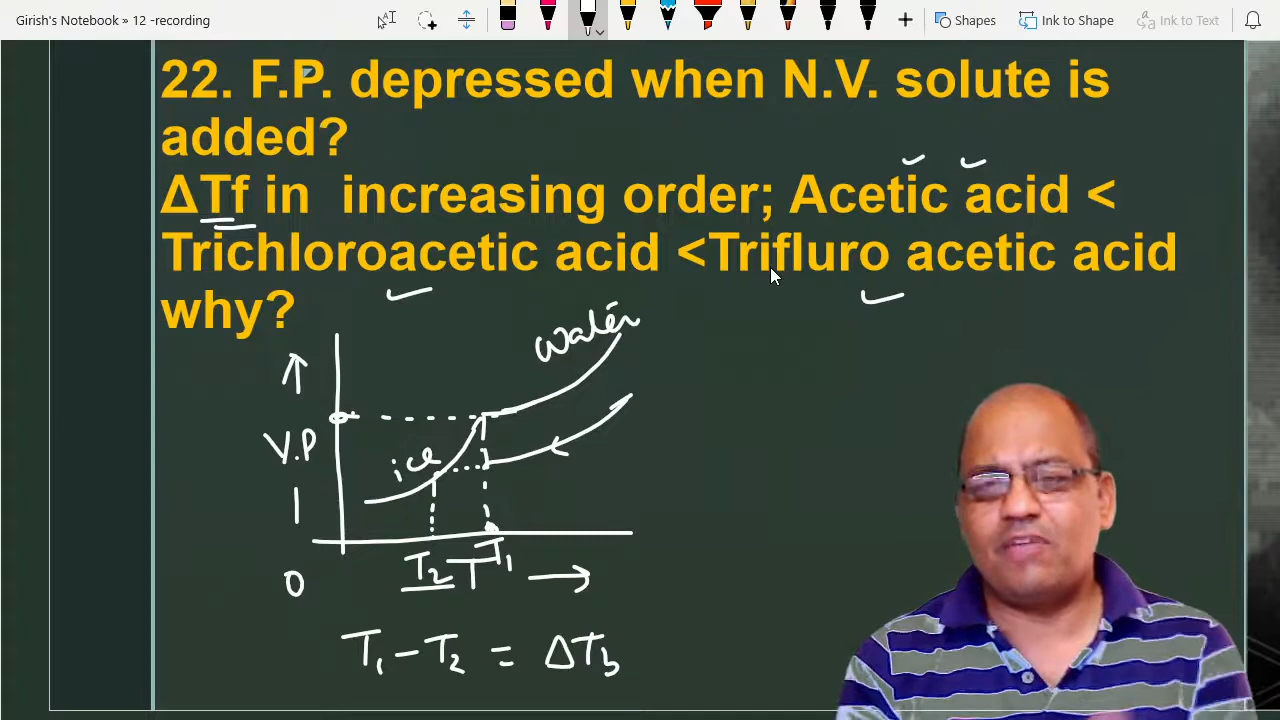 Girish's Notebook » 12 -recording
Shapes
Ink to Shape
Ink to Text
22. F.P. depressed when N.V. solute is
added?
ΔTf in increasing order; Acetic acid <
Trichloroacetic acid <Trifluro acetic acid
why?
water
V.P
ice
T₂ T T₁
O
T₁ - T₂ = ΔTb